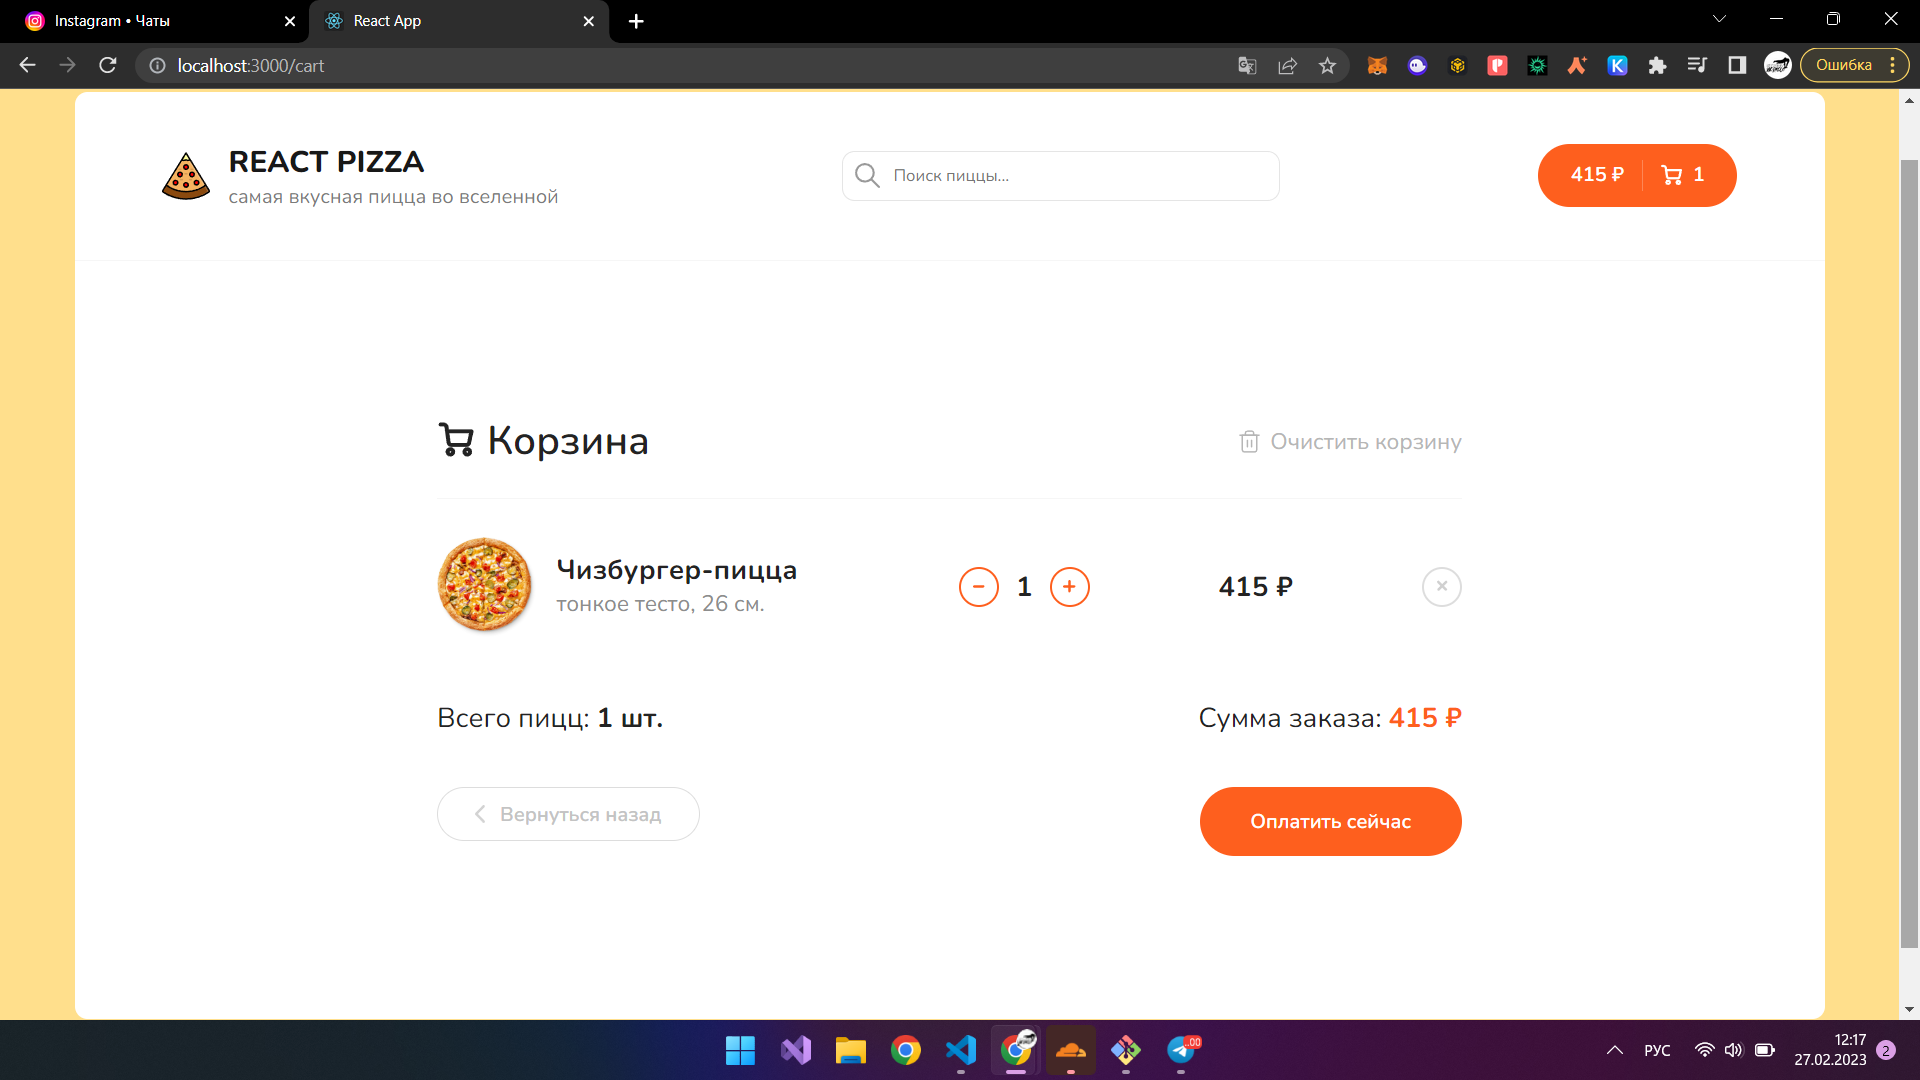 Instagram • Чаты
React App
localhost:3000/cart
Ошибка
REACT PIZZA
самая вкусная пицца во вселенной
Поиск пиццы...
415 ₽
1
Корзина
Очистить корзину
Чизбургер-пицца
тонкое тесто, 26 см.
1
415 ₽
Всего пицц: 1 шт.
Сумма заказа: 415 ₽
Вернуться назад
Оплатить сейчас
РУС
12:17
27.02.2023
2